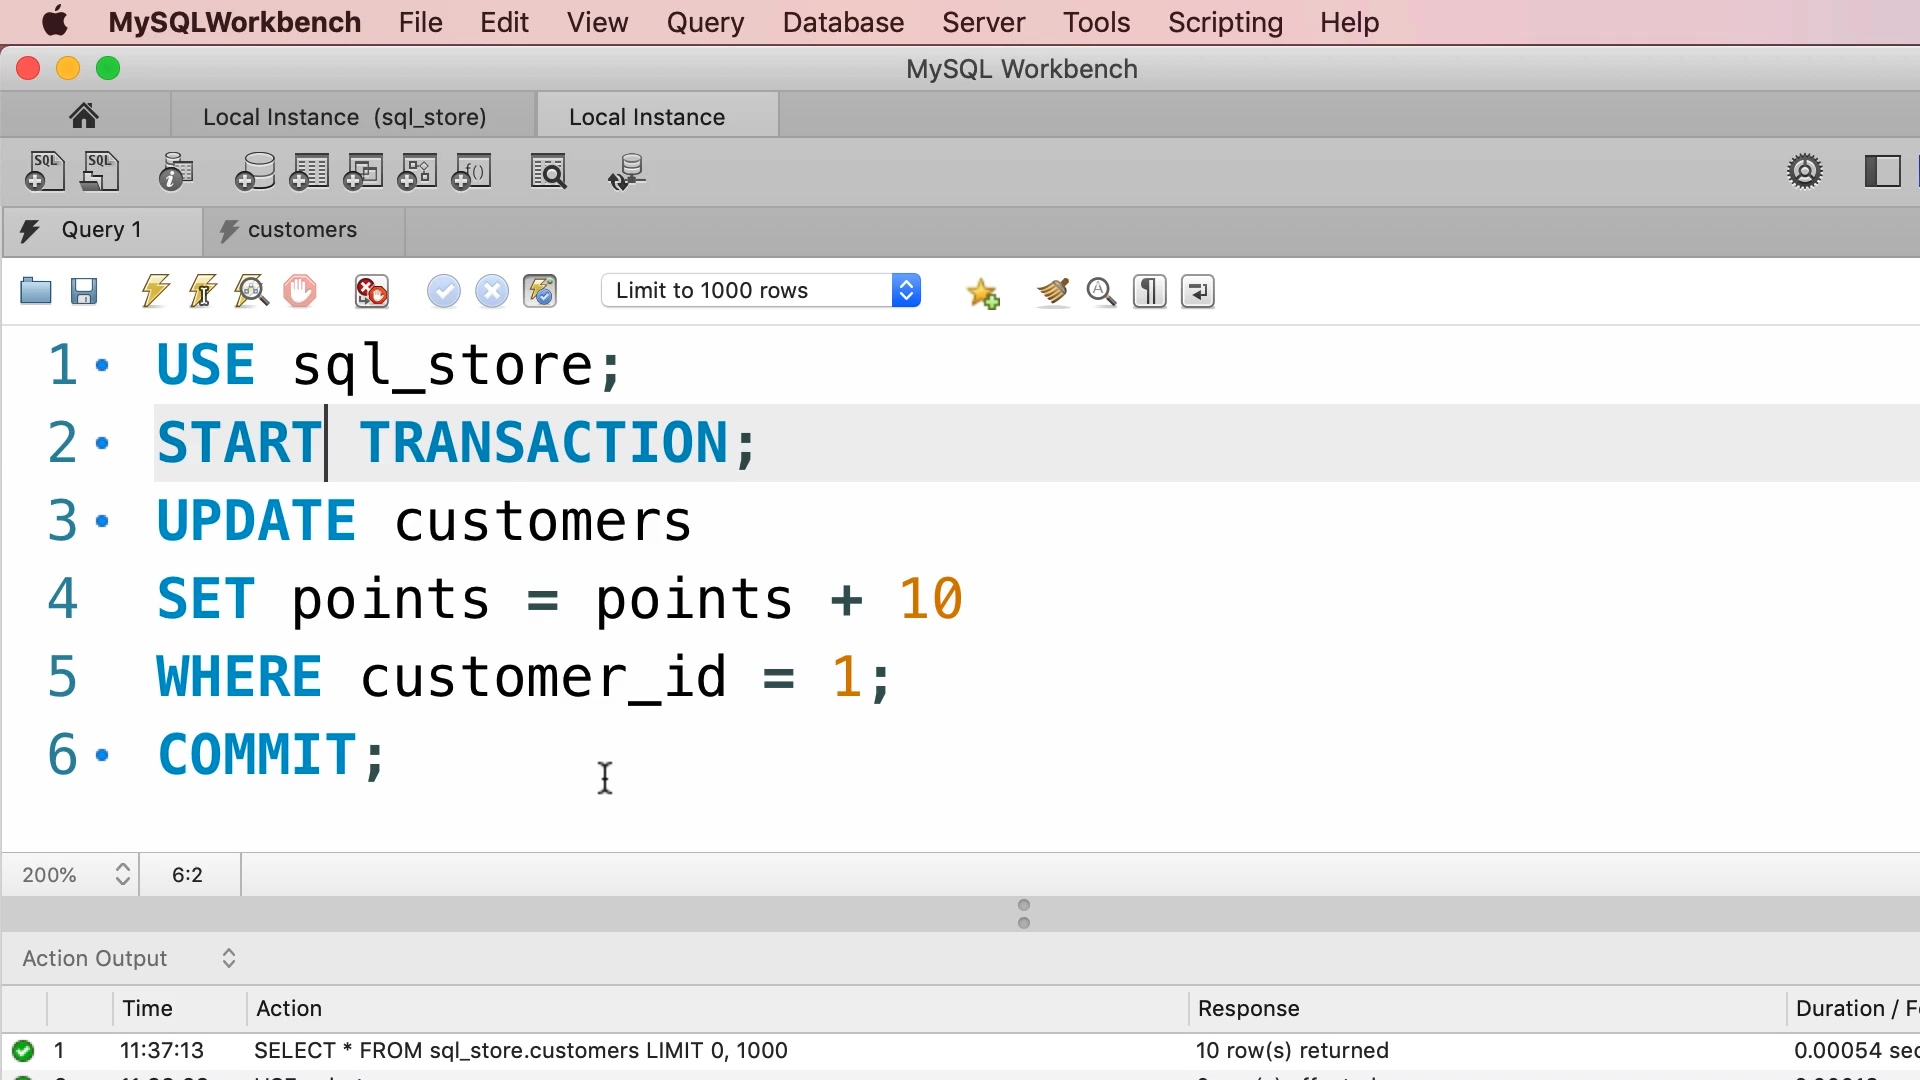 MySQLWorkbench File Edit View Query Database Server Tools Scripting Help
MySQL Workbench
Local Instance (sql_store) Local Instance
Query 1 customers
Limit to 1000 rows
1 USE sql_store;
2 START TRANSACTION;
3 UPDATE customers
4 SET points = points + 10
5 WHERE customer_id = 1;
6 COMMIT;
200% 6:2
Action Output
Time Action Response Duration /
1 11:37:13 SELECT * FROM sql_store.customers LIMIT 0, 1000 10 row(s) returned 0.00054 sec